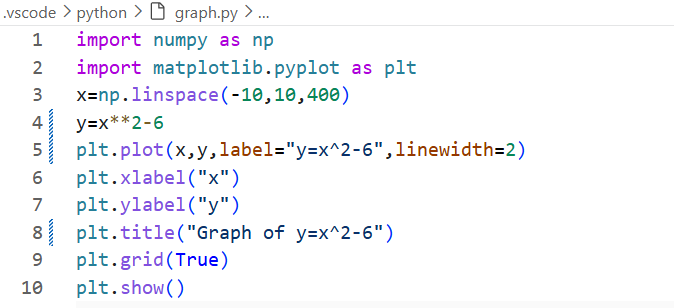 .vscode > python > graph.py > ...
1 import numpy as np
2 import matplotlib.pyplot as plt
3 x=np.linspace(-10,10,400)
4 y=x**2-6
5 plt.plot(x,y,label="y=x^2-6",linewidth=2)
6 plt.xlabel("x")
7 plt.ylabel("y")
8 plt.title("Graph of y=x^2-6")
9 plt.grid(True)
10 plt.show()